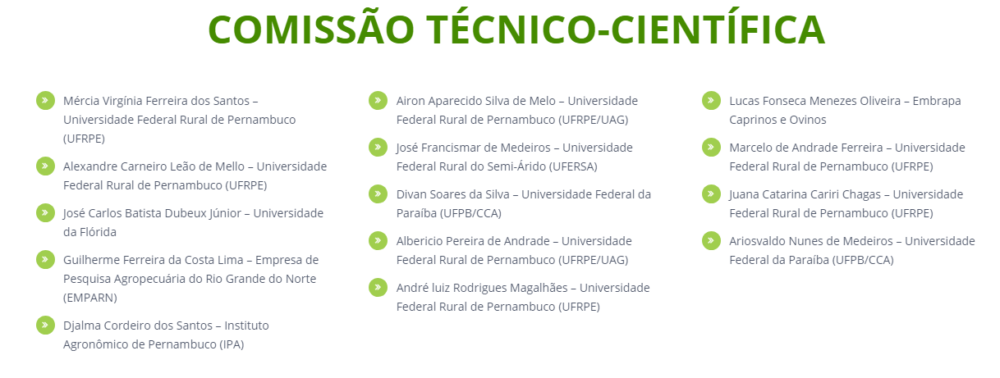 COMISSÃO TÉCNICO-CIENTÍFICA
Mércia Virgínia Ferreira dos Santos –
Universidade Federal Rural de Pernambuco
(UFRPE)
Alexandre Carneiro Leão de Mello – Universidade
Federal Rural de Pernambuco (UFRPE)
José Carlos Batista Dubeux Júnior – Universidade
da Flórida
Guilherme Ferreira da Costa Lima – Empresa de
Pesquisa Agropecuária do Rio Grande do Norte
(EMPARN)
Djalma Cordeiro dos Santos – Instituto
Agronômico de Pernambuco (IPA)
Airon Aparecido Silva de Melo – Universidade
Federal Rural de Pernambuco (UFRPE/UAG)
José Francismar de Medeiros – Universidade
Federal Rural do Semi-Árido (UFERSA)
Divan Soares da Silva – Universidade Federal da
Paraíba (UFPB/CCA)
Albericio Pereira de Andrade – Universidade
Federal Rural de Pernambuco (UFRPE/UAG)
André luiz Rodrigues Magalhães – Universidade
Federal Rural de Pernambuco (UFRPE)
Lucas Fonseca Menezes Oliveira – Embrapa
Caprinos e Ovinos
Marcelo de Andrade Ferreira – Universidade
Federal Rural de Pernambuco (UFRPE)
Juana Catarina Cariri Chagas – Universidade
Federal Rural de Pernambuco (UFRPE)
Ariosvaldo Nunes de Medeiros – Universidade
Federal da Paraíba (UFPB/CCA)